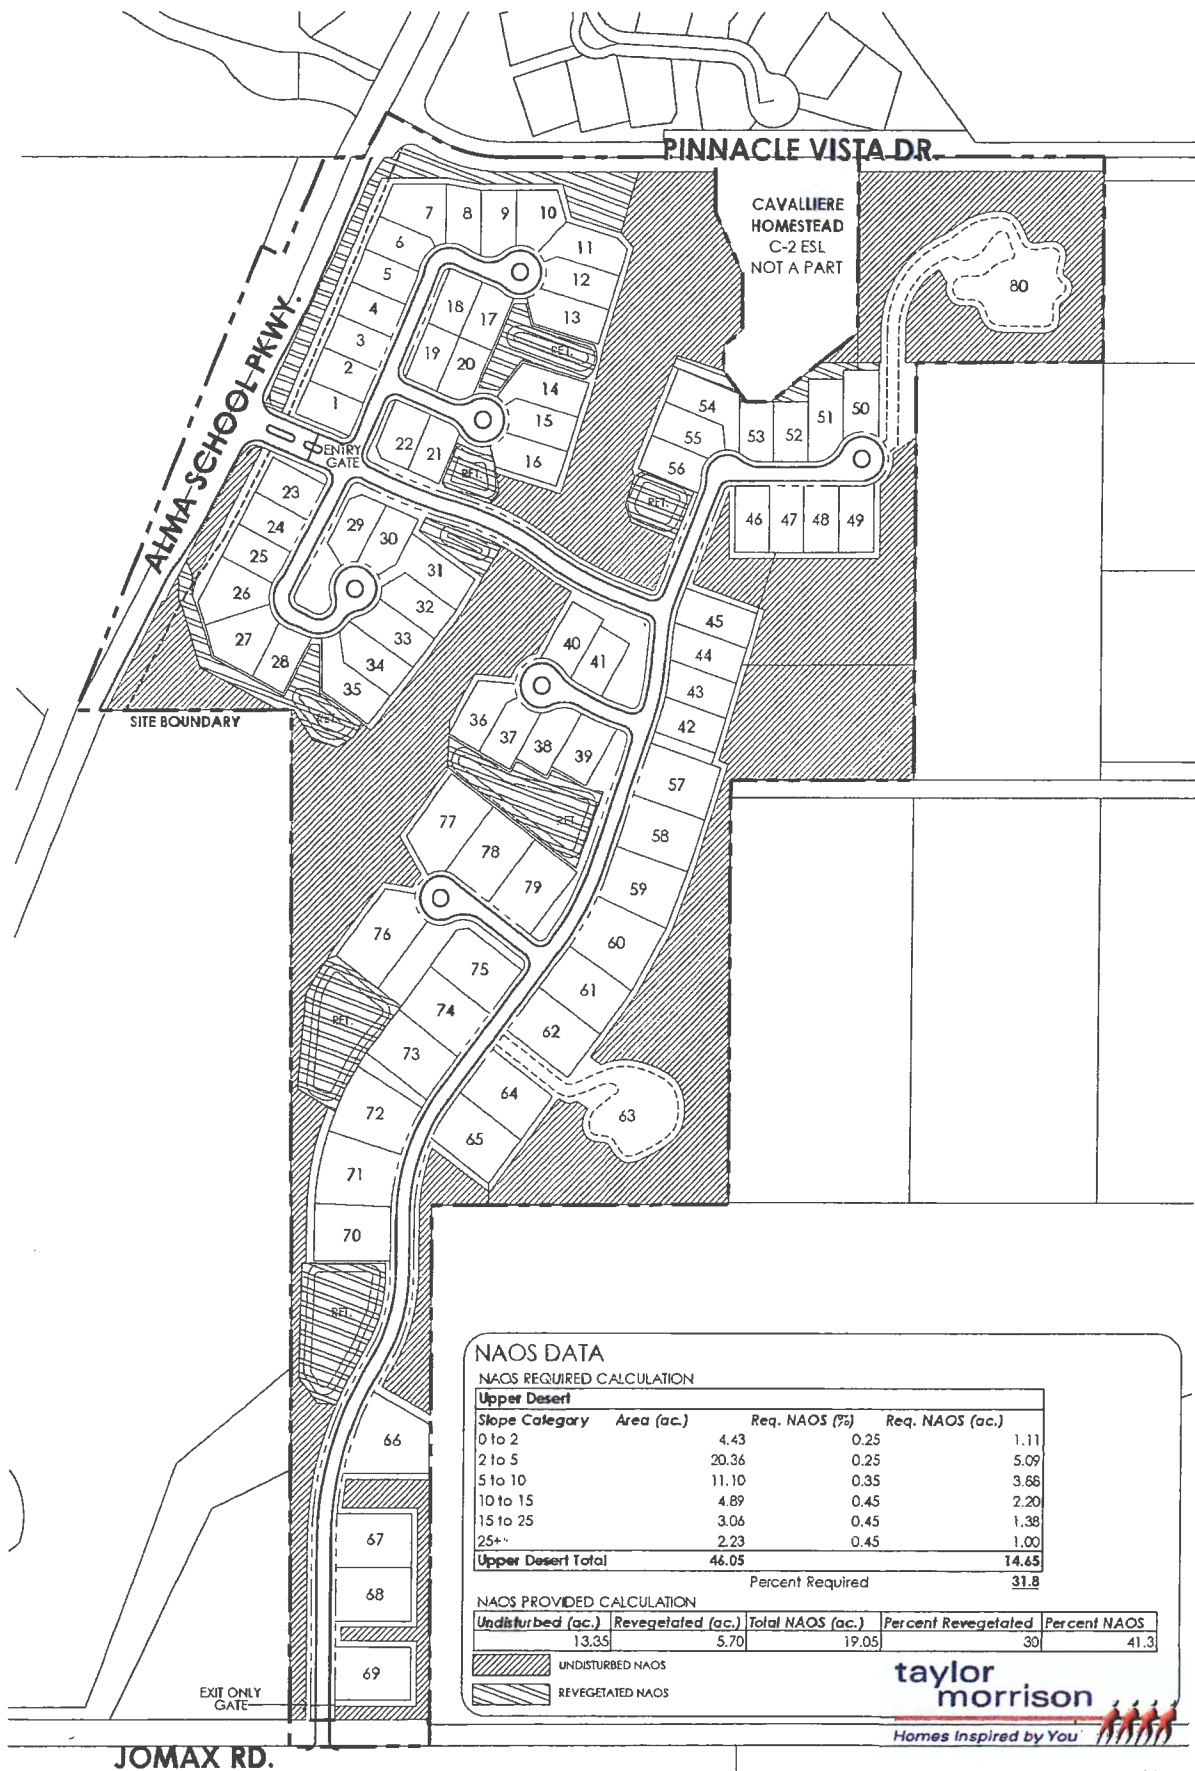 PINNACLE VISTA DR.
CAVALLIERE
HOMESTEAD
C-2 ESL
NOT A PART
80
7
8
9
10
6
11
5
12
4
18
17
13
3
RET.
2
19
20
14
1
15
22
21
16
ENTRY
GATE
RET.
ALMA SCHOOL PKWY.
54
51
50
55
53
52
56
RET.
46
47
48
49
23
24
29
30
25
31
26
32
27
33
28
34
35
RET.
SITE BOUNDARY
40
41
45
44
43
42
36
37
38
39
57
RET.
77
58
78
79
59
76
60
75
61
74
62
RET.
73
64
63
72
65
71
70
RET.
66
67
68
69
EXIT ONLY
GATE
JOMAX RD.
NAOS DATA
NAOS REQUIRED CALCULATION
Upper Desert
Slope Category Area (ac.) Req. NAOS (%) Req. NAOS (ac.)
0 to 2 4.43 0.25 1.11
2 to 5 20.36 0.25 5.09
5 to 10 11.10 0.35 3.88
10 to 15 4.89 0.45 2.20
15 to 25 3.06 0.45 1.38
25+ 2.23 0.45 1.00
Upper Desert Total 46.05 14.65
Percent Required 31.8
NAOS PROVIDED CALCULATION
Undisturbed (ac.) Revegetated (ac.) Total NAOS (ac.) Percent Revegetated Percent NAOS
13.35 5.70 19.05 30 41.3
UNDISTURBED NAOS
REVEGETATED NAOS
taylor
morrison
Homes Inspired by You